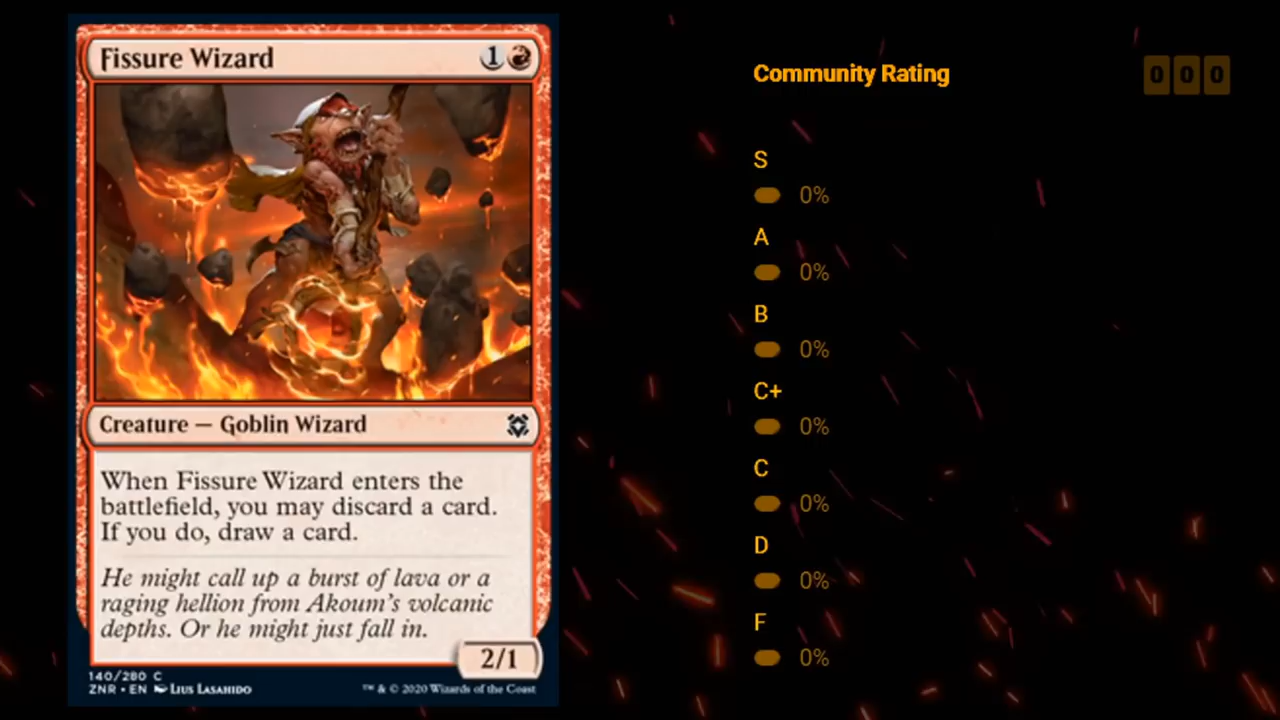 Fissure Wizard 1
Creature — Goblin Wizard
When Fissure Wizard enters the
battlefield, you may discard a card.
If you do, draw a card.
He might call up a burst of lava or a
raging hellion from Akoum's volcanic
depths. Or he might just fall in.
2/1
140/280 C
ZNR • EN Lius Lasahido
™ & © 2020 Wizards of the Coast
Community Rating
000
S
0%
A
0%
B
0%
C+
0%
C
0%
D
0%
F
0%